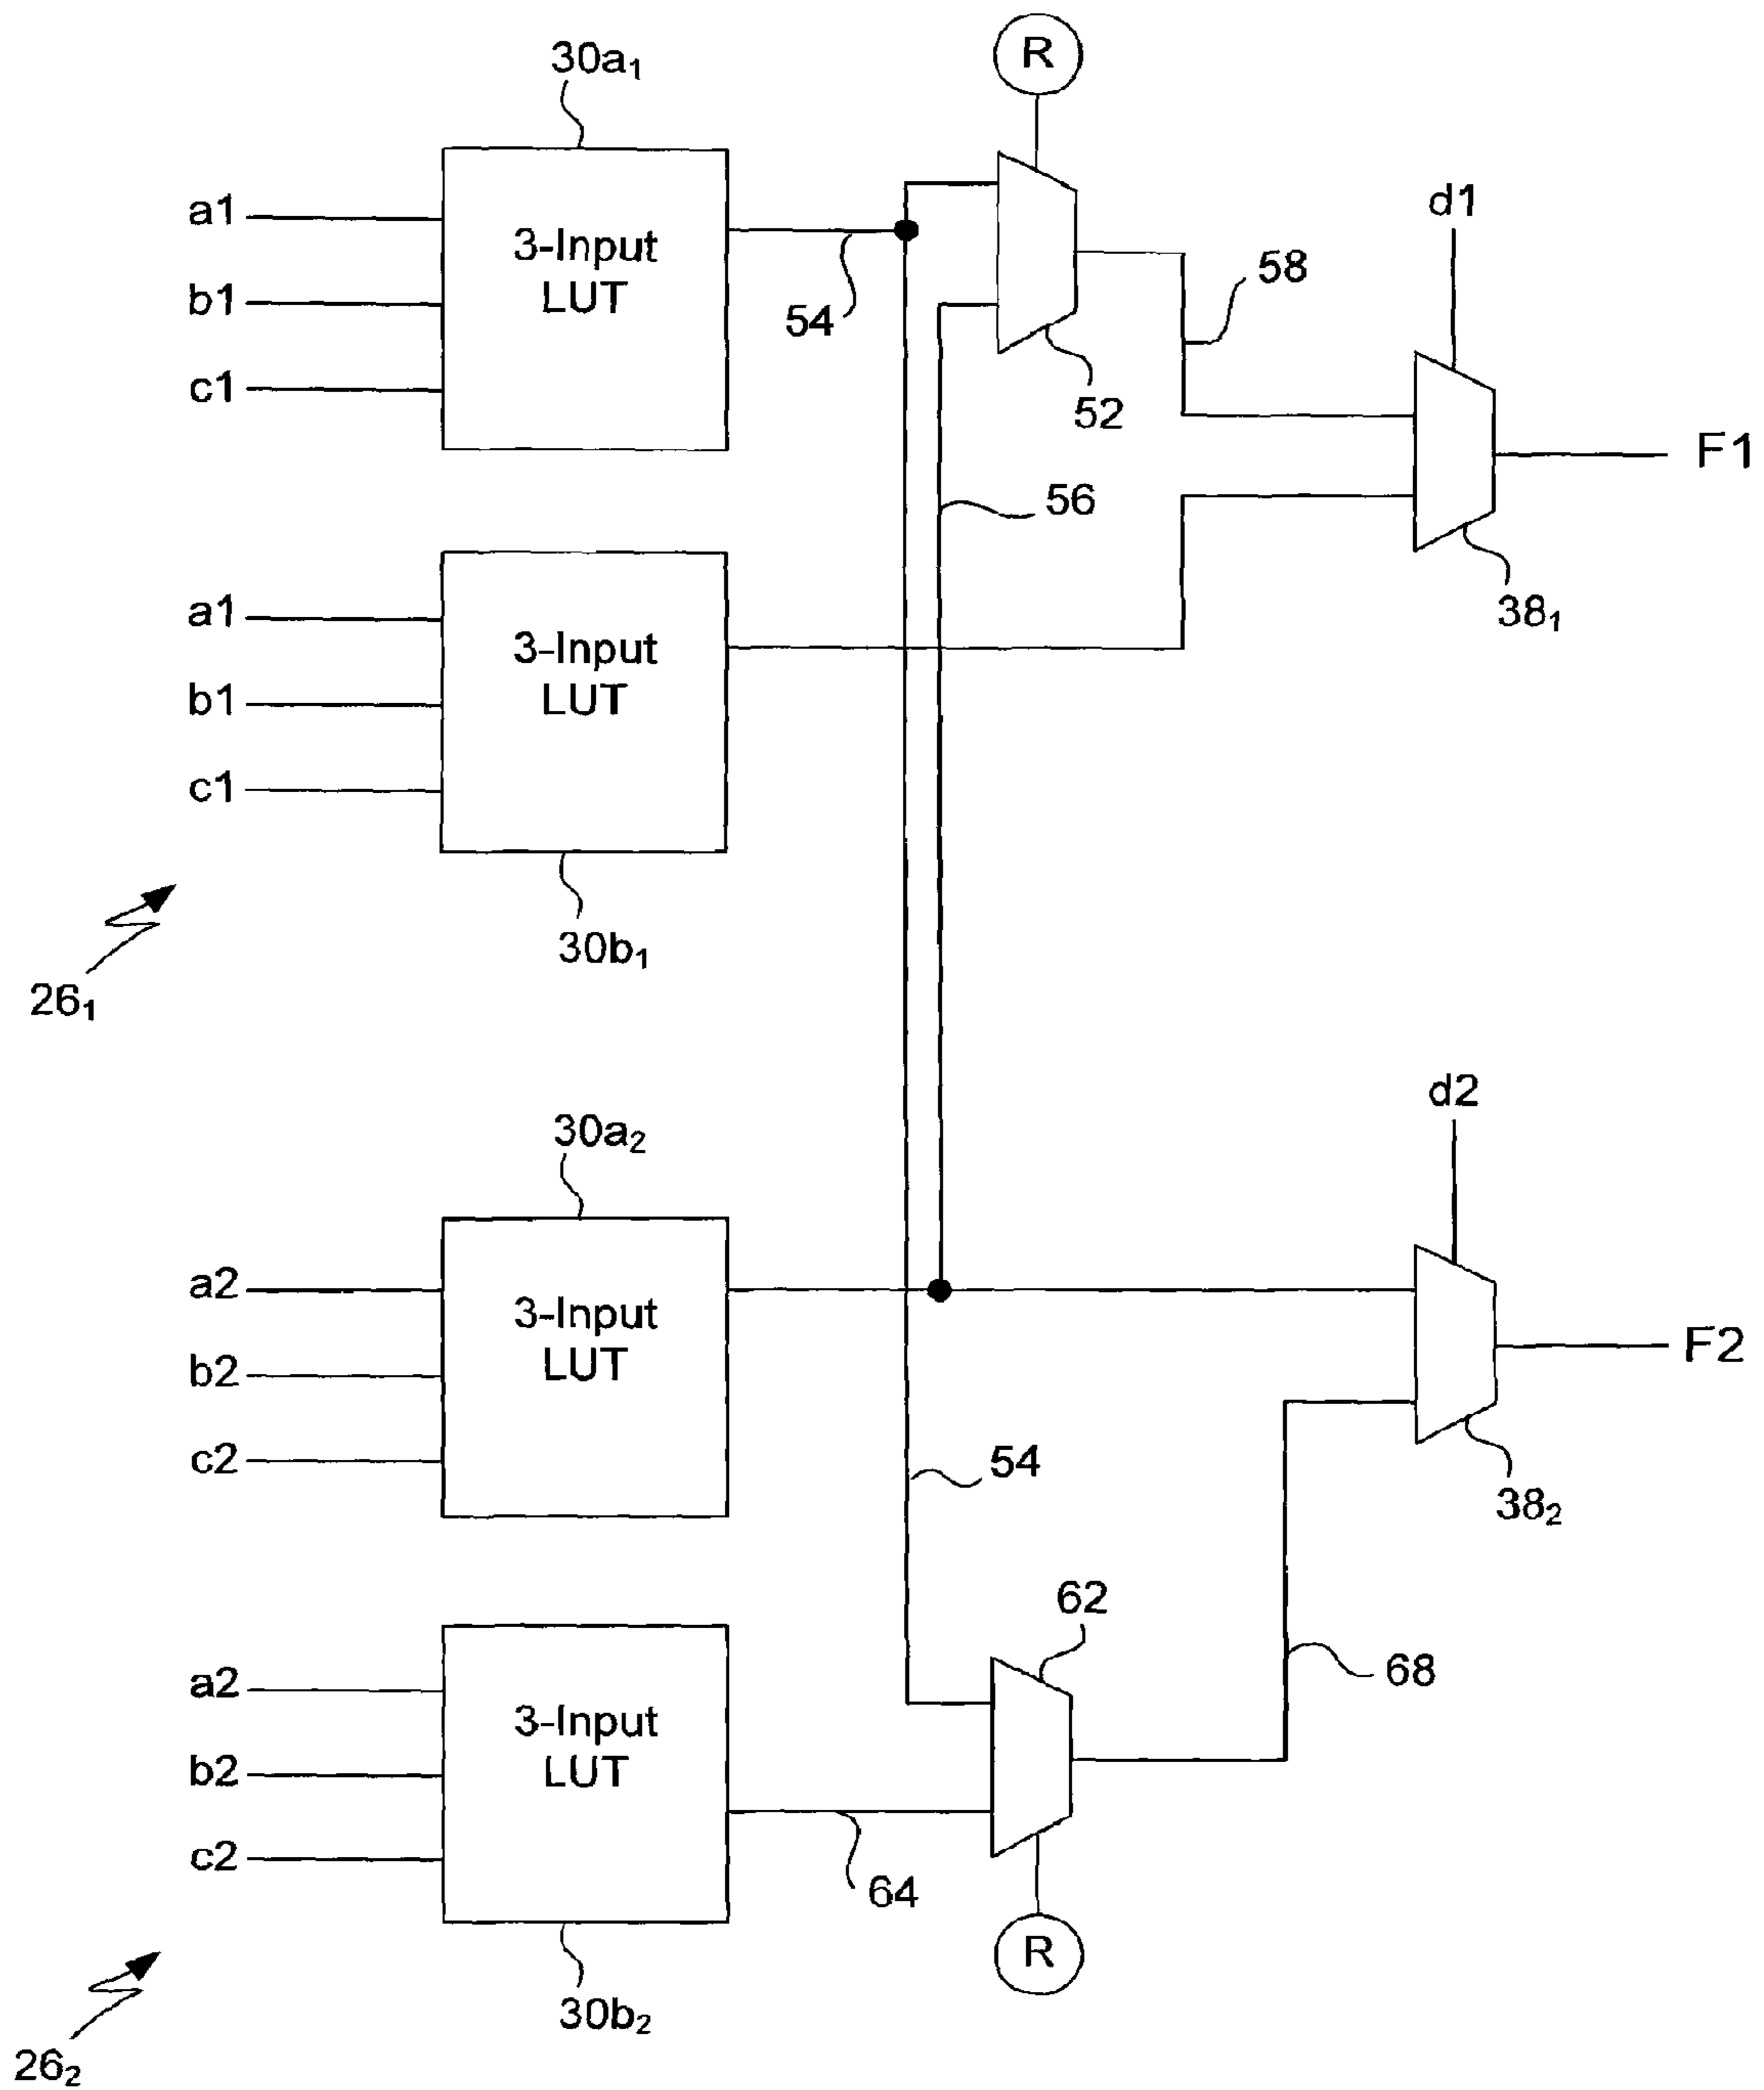 30a₁
R
a1
b1
c1
3-Input
LUT
54
58
d1
52
F1
56
38₁
a1
b1
c1
3-Input
LUT
30b₁
26₁
30a₂
d2
a2
b2
c2
3-Input
LUT
F2
54
38₂
62
68
a2
b2
c2
3-Input
LUT
64
R
30b₂
26₂